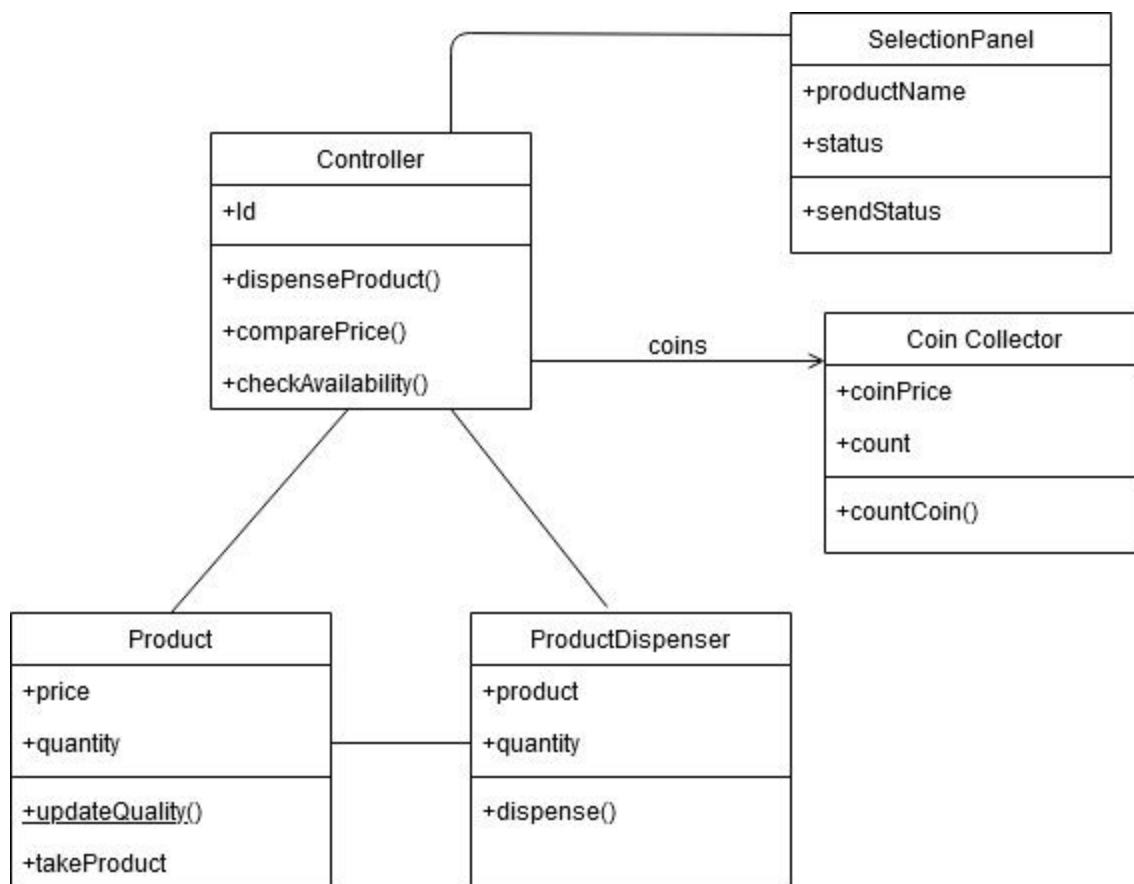 SelectionPanel
+productName
+status
+sendStatus
Controller
+Id
+dispenseProduct()
+comparePrice()
+checkAvailability()
coins
Coin Collector
+coinPrice
+count
+countCoin()
Product
+price
+quantity
+updateQuality()
+takeProduct
ProductDispenser
+product
+quantity
+dispense()